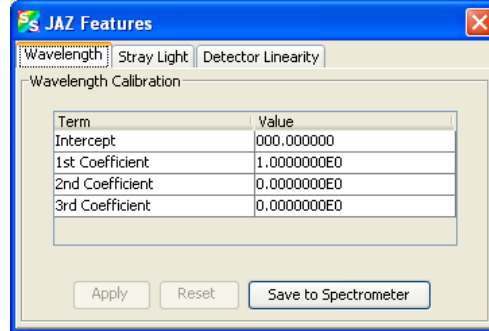 JAZ Features
Wavelength Stray Light Detector Linearity
Wavelength Calibration
Term Value
Intercept 000.000000
1st Coefficient 1.0000000E0
2nd Coefficient 0.0000000E0
3rd Coefficient 0.0000000E0
Apply Reset Save to Spectrometer